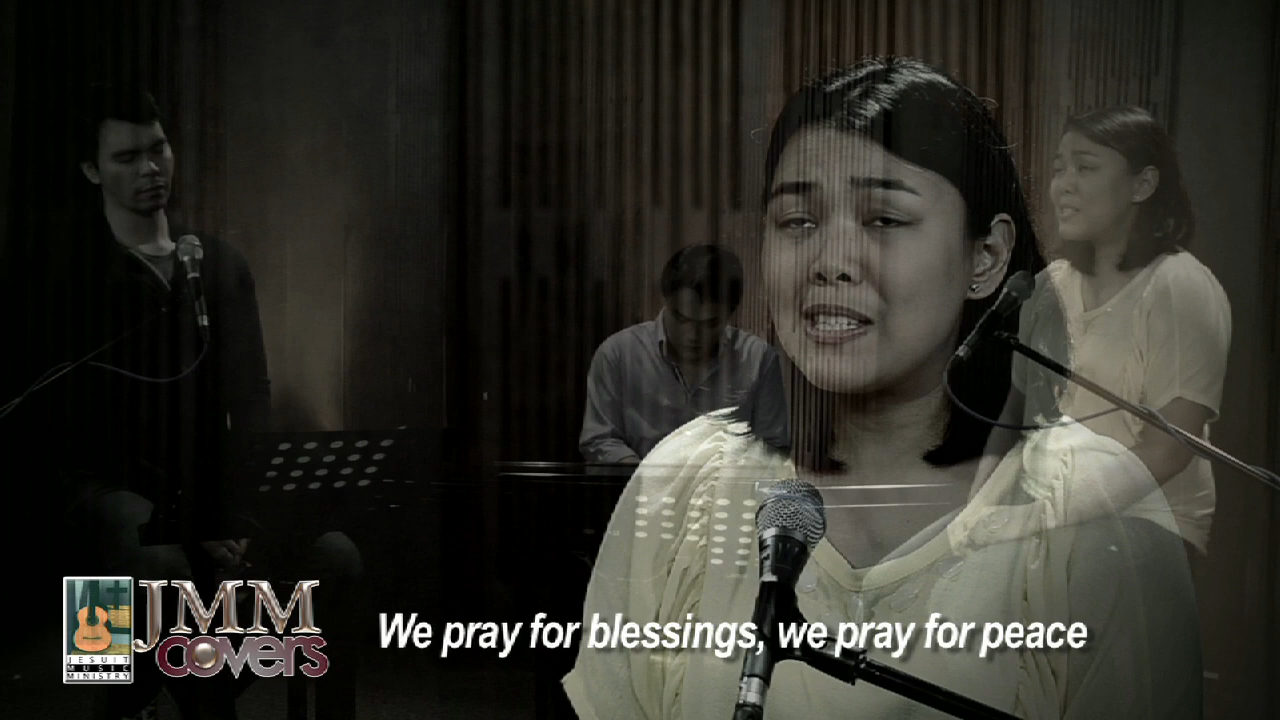 JMM
covers
JESUIT
MUSIC
MINISTRY
We pray for blessings, we pray for peace